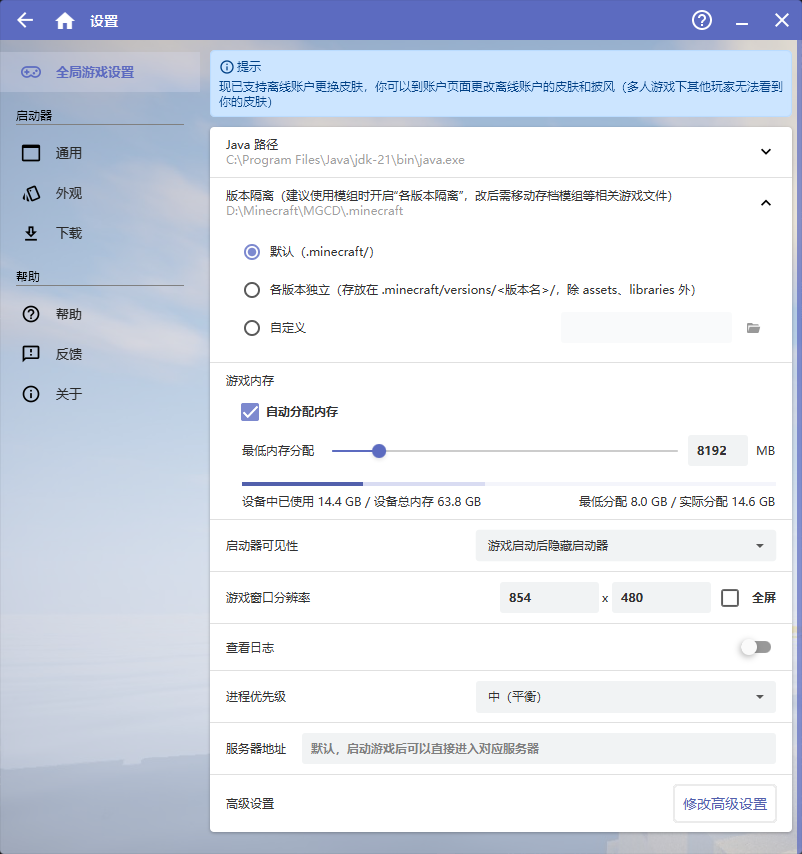 设置
全局游戏设置
启动器
通用
外观
下载
帮助
帮助
反馈
关于
提示
现已支持离线账户更换皮肤，你可以到账户页面更改离线账户的皮肤和披风（多人游戏下其他玩家无法看到
你的皮肤）
Java 路径
C:\Program Files\Java\jdk-21\bin\java.exe
版本隔离（建议使用模组时开启“各版本隔离”，改后需移动存档模组等相关游戏文件）
D:\Minecraft\MGCD\.minecraft
默认（.minecraft/）
各版本独立（存放在 .minecraft/versions/<版本名>/，除 assets、libraries 外）
自定义
游戏内存
自动分配内存
最低内存分配 8192 MB
设备中已使用 14.4 GB / 设备总内存 63.8 GB 最低分配 8.0 GB / 实际分配 14.6 GB
启动器可见性 游戏启动后隐藏启动器
游戏窗口分辨率 854 x 480 全屏
查看日志
进程优先级 中（平衡）
服务器地址 默认，启动游戏后可以直接进入对应服务器
高级设置 修改高级设置